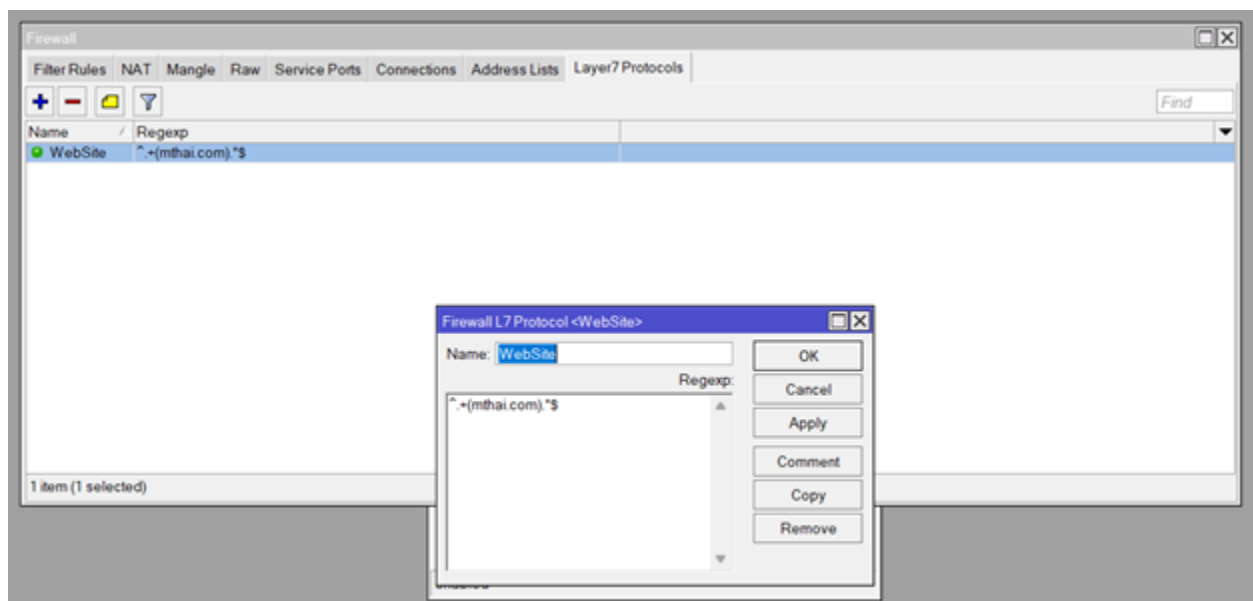 Firewall
Filter Rules NAT Mangle Raw Service Ports Connections Address Lists Layer7 Protocols
Find
Name / Regexp
WebSite ^.+(mthai.com).*$
Firewall L7 Protocol <WebSite>
Name: WebSite
OK
Regexp:
Cancel
^.+(mthai.com).*$
Apply
Comment
Copy
Remove
1 item (1 selected)
enabled